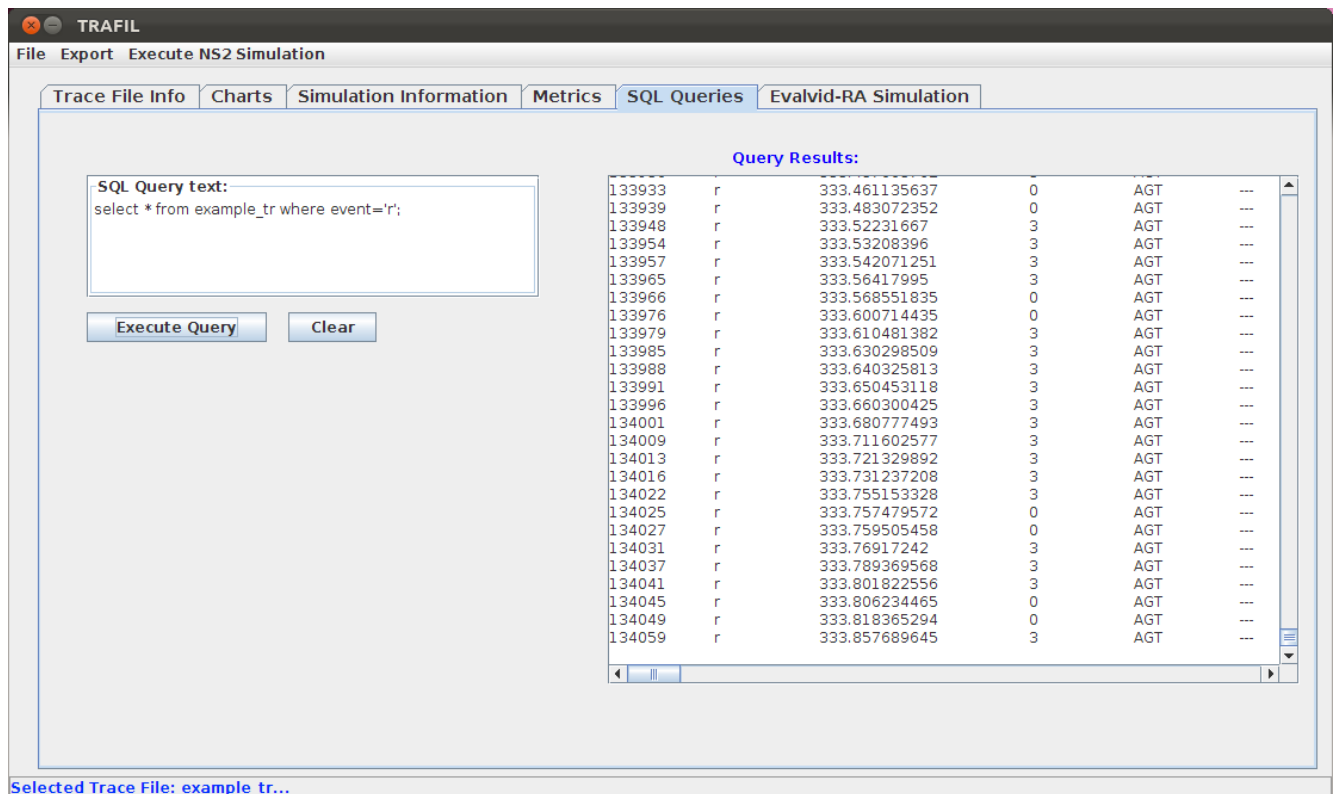 TRAFIL
File Export Execute NS2 Simulation
Trace File Info Charts Simulation Information Metrics SQL Queries Evalvid-RA Simulation
Query Results:
SQL Query text:
select * from example_tr where event='r';
Execute Query Clear
133933 r 333.461135637 0 AGT ---
133939 r 333.483072352 0 AGT ---
133948 r 333.52231667 3 AGT ---
133954 r 333.53208396 3 AGT ---
133957 r 333.542071251 3 AGT ---
133965 r 333.56417995 3 AGT ---
133966 r 333.568551835 0 AGT ---
133976 r 333.600714435 0 AGT ---
133979 r 333.610481382 3 AGT ---
133985 r 333.630298509 3 AGT ---
133988 r 333.640325813 3 AGT ---
133991 r 333.650453118 3 AGT ---
133996 r 333.660300425 3 AGT ---
134001 r 333.680777493 3 AGT ---
134009 r 333.711602577 3 AGT ---
134013 r 333.721329892 3 AGT ---
134016 r 333.731237208 3 AGT ---
134022 r 333.755153328 3 AGT ---
134025 r 333.757479572 0 AGT ---
134027 r 333.759505458 0 AGT ---
134031 r 333.76917242 3 AGT ---
134037 r 333.789369568 3 AGT ---
134041 r 333.801822556 3 AGT ---
134045 r 333.806234465 0 AGT ---
134049 r 333.818365294 0 AGT ---
134059 r 333.857689645 3 AGT ---
Selected Trace File: example_tr...